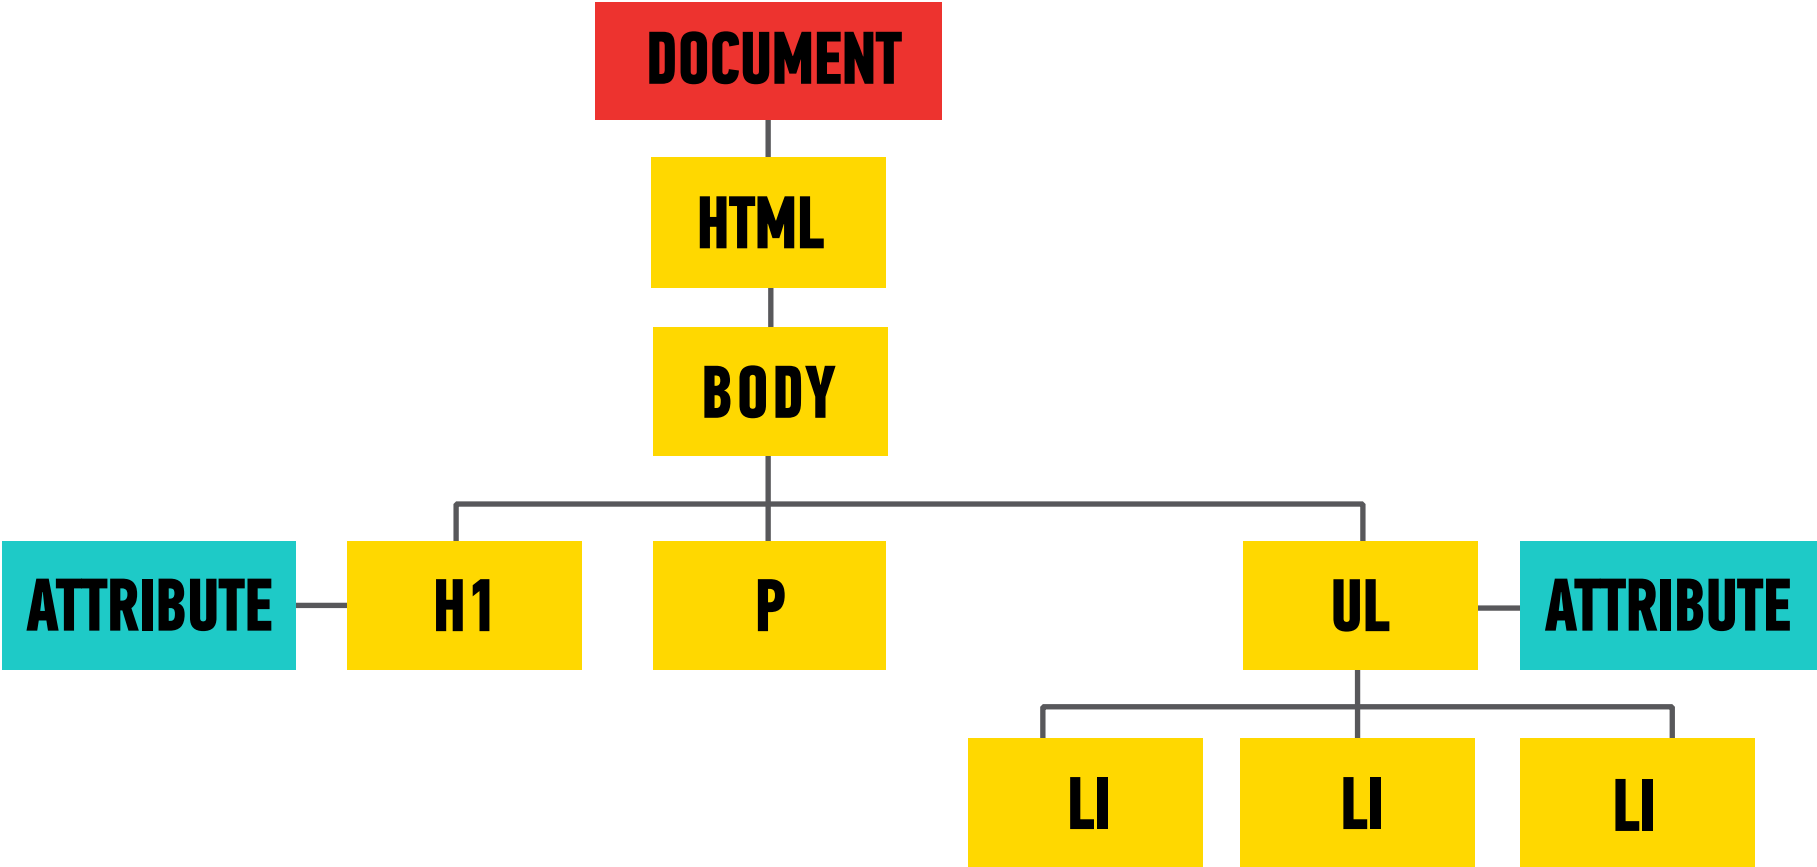 DOCUMENT
HTML
BODY
ATTRIBUTE
H1
P
UL
ATTRIBUTE
LI
LI
LI